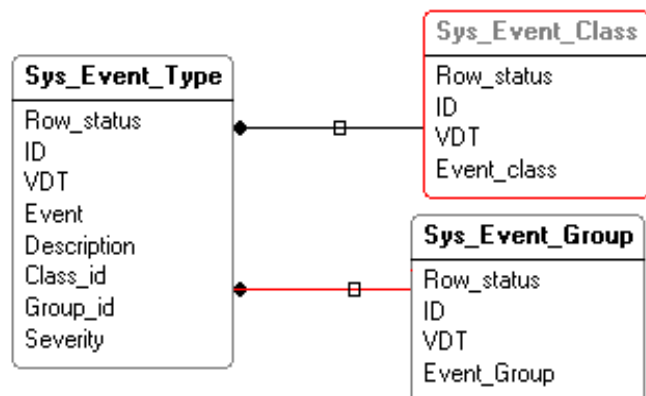 Sys_Event_Type
Row_status
ID
VDT
Event
Description
Class_id
Group_id
Severity
Sys_Event_Class
Row_status
ID
VDT
Event_class
Sys_Event_Group
Row_status
ID
VDT
Event_Group